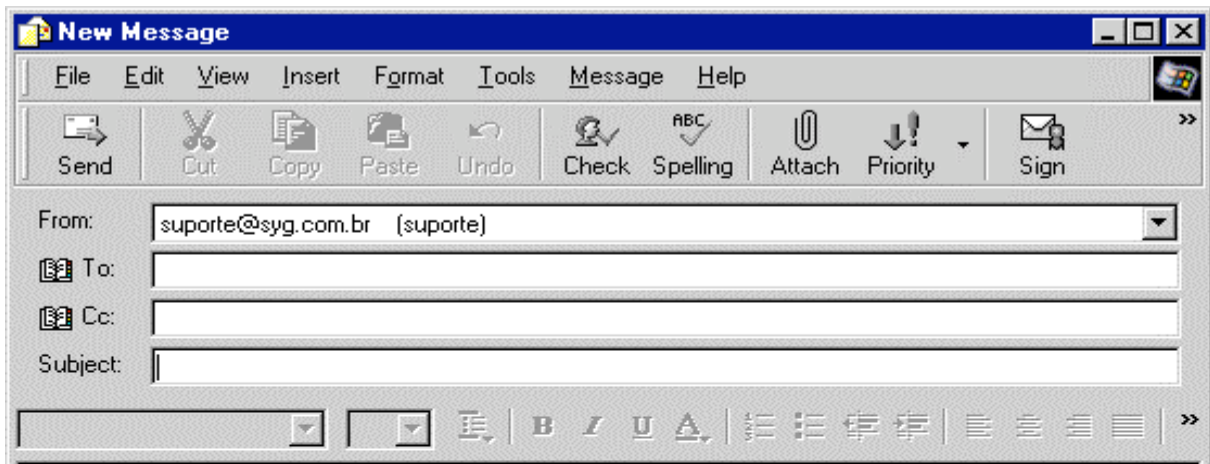 New Message
File Edit View Insert Format Tools Message Help
ABC
Send Cut Copy Paste Undo Check Spelling Attach Priority Sign
From: suporte@syg.com.br (suporte)
To:
Cc:
Subject:
B I U A